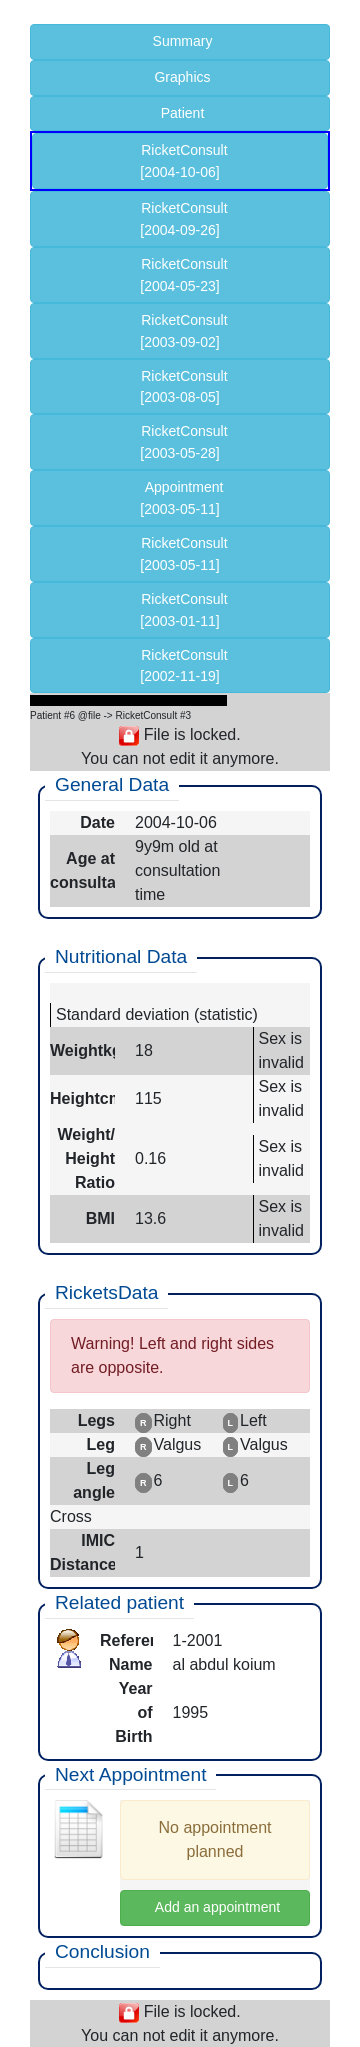 Summary
Graphics
Patient
RicketConsult
[2004-10-06]
RicketConsult
[2004-09-26]
RicketConsult
[2004-05-23]
RicketConsult
[2003-09-02]
RicketConsult
[2003-08-05]
RicketConsult
[2003-05-28]
Appointment
[2003-05-11]
RicketConsult
[2003-05-11]
RicketConsult
[2003-01-11]
RicketConsult
[2002-11-19]
Patient #6 @file -> RicketConsult #3
File is locked.
You can not edit it anymore.
General Data
Date 2004-10-06
Age at consulta 9y9m old at
consultation
time
Nutritional Data
Standard deviation (statistic)
Weightkg 18 Sex is
invalid
Heightcm 115 Sex is
invalid
Weight/
Height 0.16 Sex is
Ratio invalid
BMI 13.6 Sex is
invalid
RicketsData
Warning! Left and right sides
are opposite.
Legs R Right L Left
Leg R Valgus L Valgus
Leg
angle R 6 L 6
Cross
IMIC
Distance 1
Related patient
Referen 1-2001
Name al abdul koium
Year
of 1995
Birth
Next Appointment
No appointment
planned
Add an appointment
Conclusion
File is locked.
You can not edit it anymore.